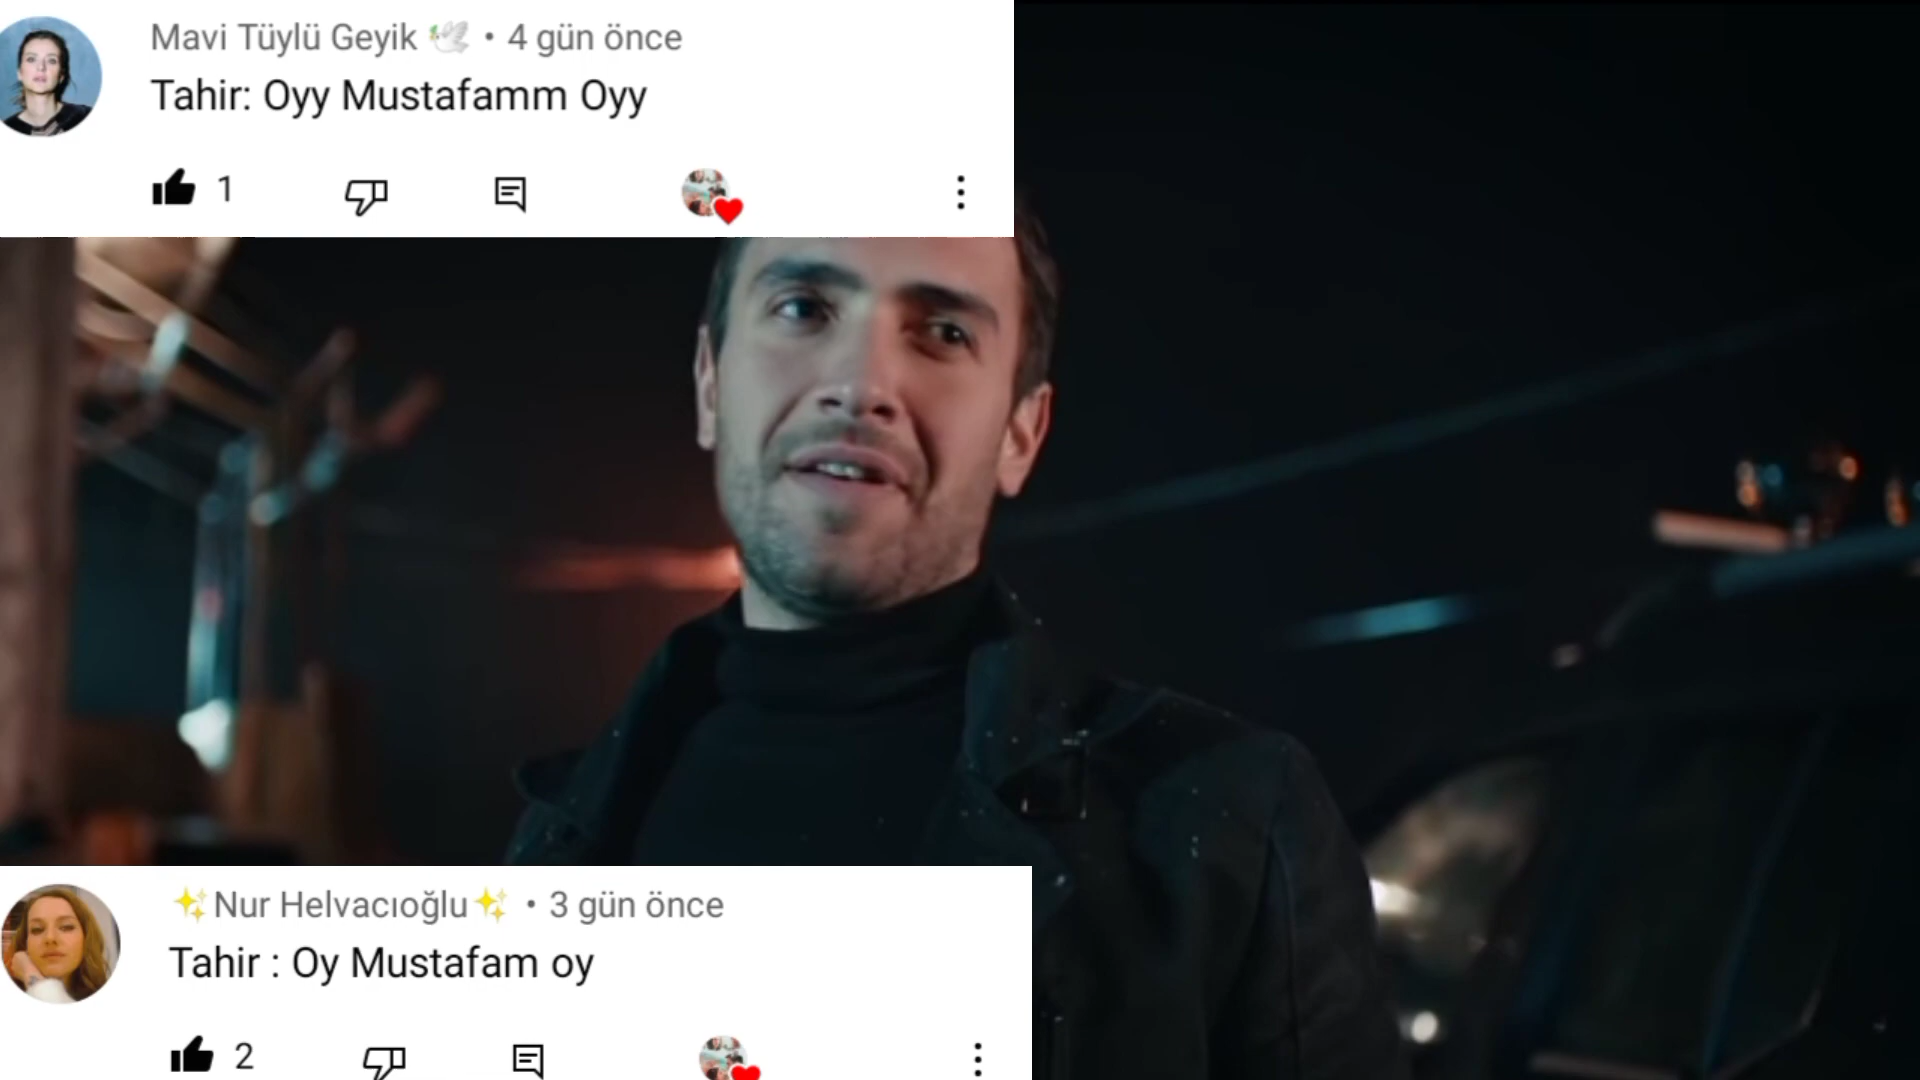 Mavi Tüylü Geyik 🕊 • 4 gün önce
Tahir: Oyy Mustafamm Oyy
1
✨Nur Helvacıoğlu✨ • 3 gün önce
Tahir : Oy Mustafam oy
2